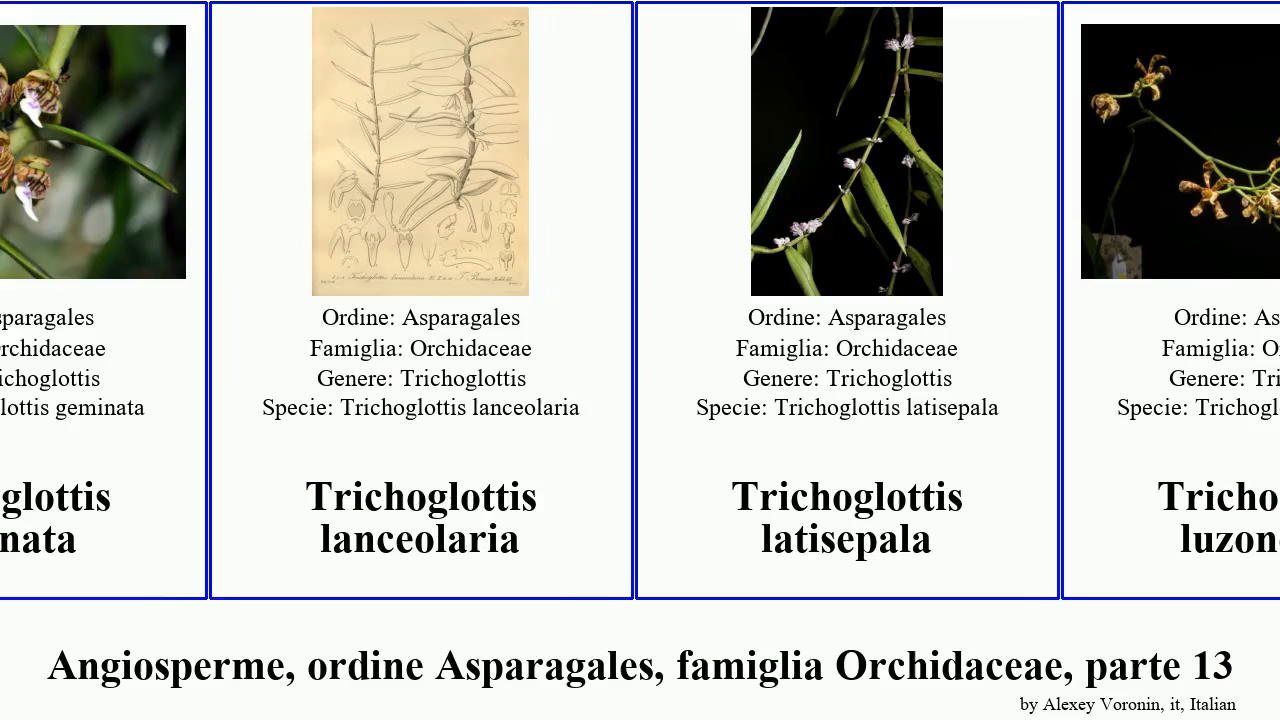 sparagales
rchidaceae
ichoglottis
lottis geminata
glottis
nata
Ordine: Asparagales
Famiglia: Orchidaceae
Genere: Trichoglottis
Specie: Trichoglottis lanceolaria
Trichoglottis
lanceolaria
Ordine: Asparagales
Famiglia: Orchidaceae
Genere: Trichoglottis
Specie: Trichoglottis latisepala
Trichoglottis
latisepala
Ordine: As
Famiglia: O
Genere: Tri
Specie: Trichogl
Tricho
luzon
Angiosperme, ordine Asparagales, famiglia Orchidaceae, parte 13
by Alexey Voronin, it, Italian